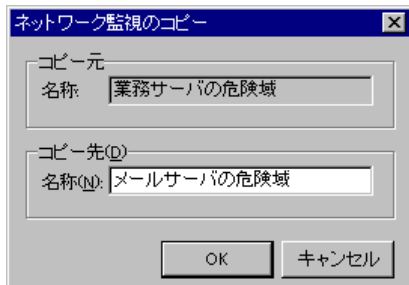 ネットワーク監視のコピー
コピー元
名称: 業務サーバの危険域
コピー先(D)
名称(N): メールサーバの危険域
OK キャンセル